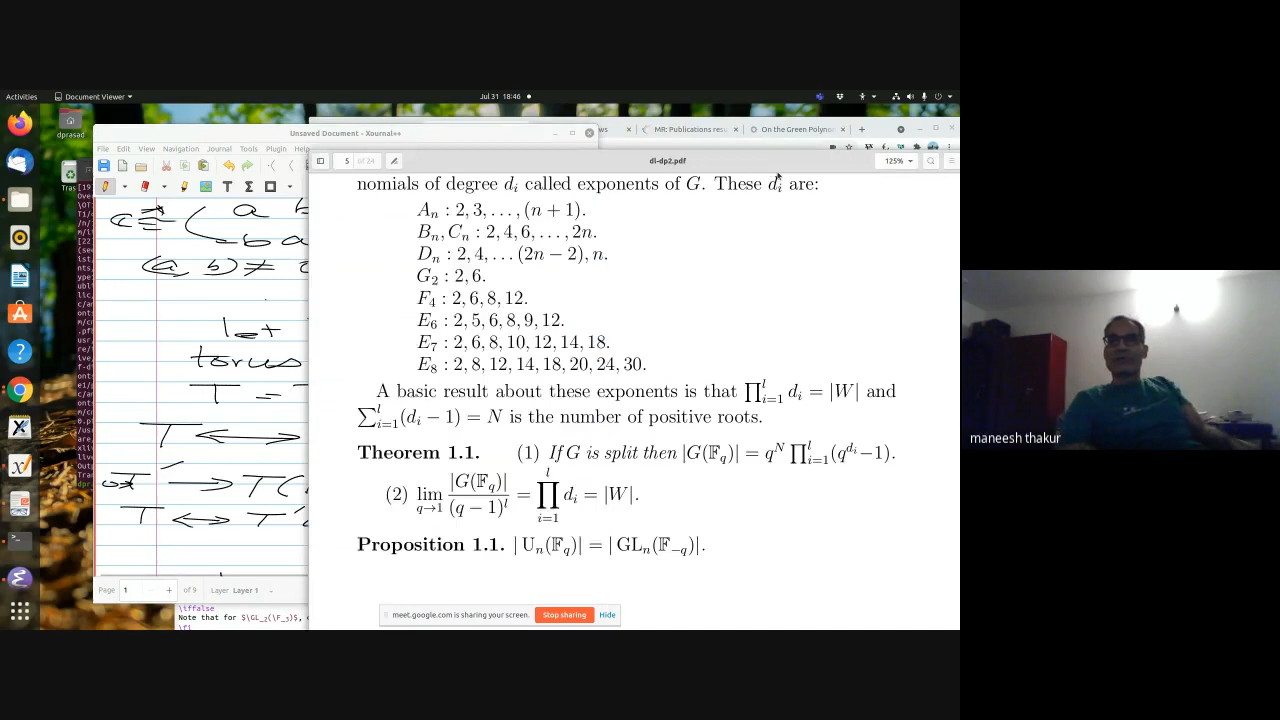 Activities
Document Viewer
Jul 31 18:46
dprasad
Tras
Unsaved Document - Xournal++
File Edit View Navigation Journal Tools Plugin Help
MR: Publications resu
On the Green Polyno
5 of 24
dl-dp2.pdf
125%
nomials of degree d_i called exponents of G. These d_i are:
A_n : 2, 3, . . . , (n + 1).
B_n, C_n : 2, 4, 6, . . . , 2n.
D_n : 2, 4, . . . (2n − 2), n.
G_2 : 2, 6.
F_4 : 2, 6, 8, 12.
E_6 : 2, 5, 6, 8, 9, 12.
E_7 : 2, 6, 8, 10, 12, 14, 18.
E_8 : 2, 8, 12, 14, 18, 20, 24, 30.
A basic result about these exponents is that ∏_{i=1}^{l} d_i = |W| and
∑_{i=1}^{l}(d_i − 1) = N is the number of positive roots.
Theorem 1.1. (1) If G is split then |G(𝔽_q)| = q^N ∏_{i=1}^{l}(q^{d_i}−1).
(2) lim_{q→1} |G(𝔽_q)| / (q − 1)^l = ∏_{i=1}^{l} d_i = |W|.
Proposition 1.1. | U_n(𝔽_q)| = | GL_n(𝔽_{−q})|.
(a, b) ≠
let
torus
T =
T ↔
T ↔ T'
Page 1 of 9 Layer Layer 1
\iffalse
Note that for $\GL_2(\F_3)$,
\fi
meet.google.com is sharing your screen. Stop sharing Hide
maneesh thakur